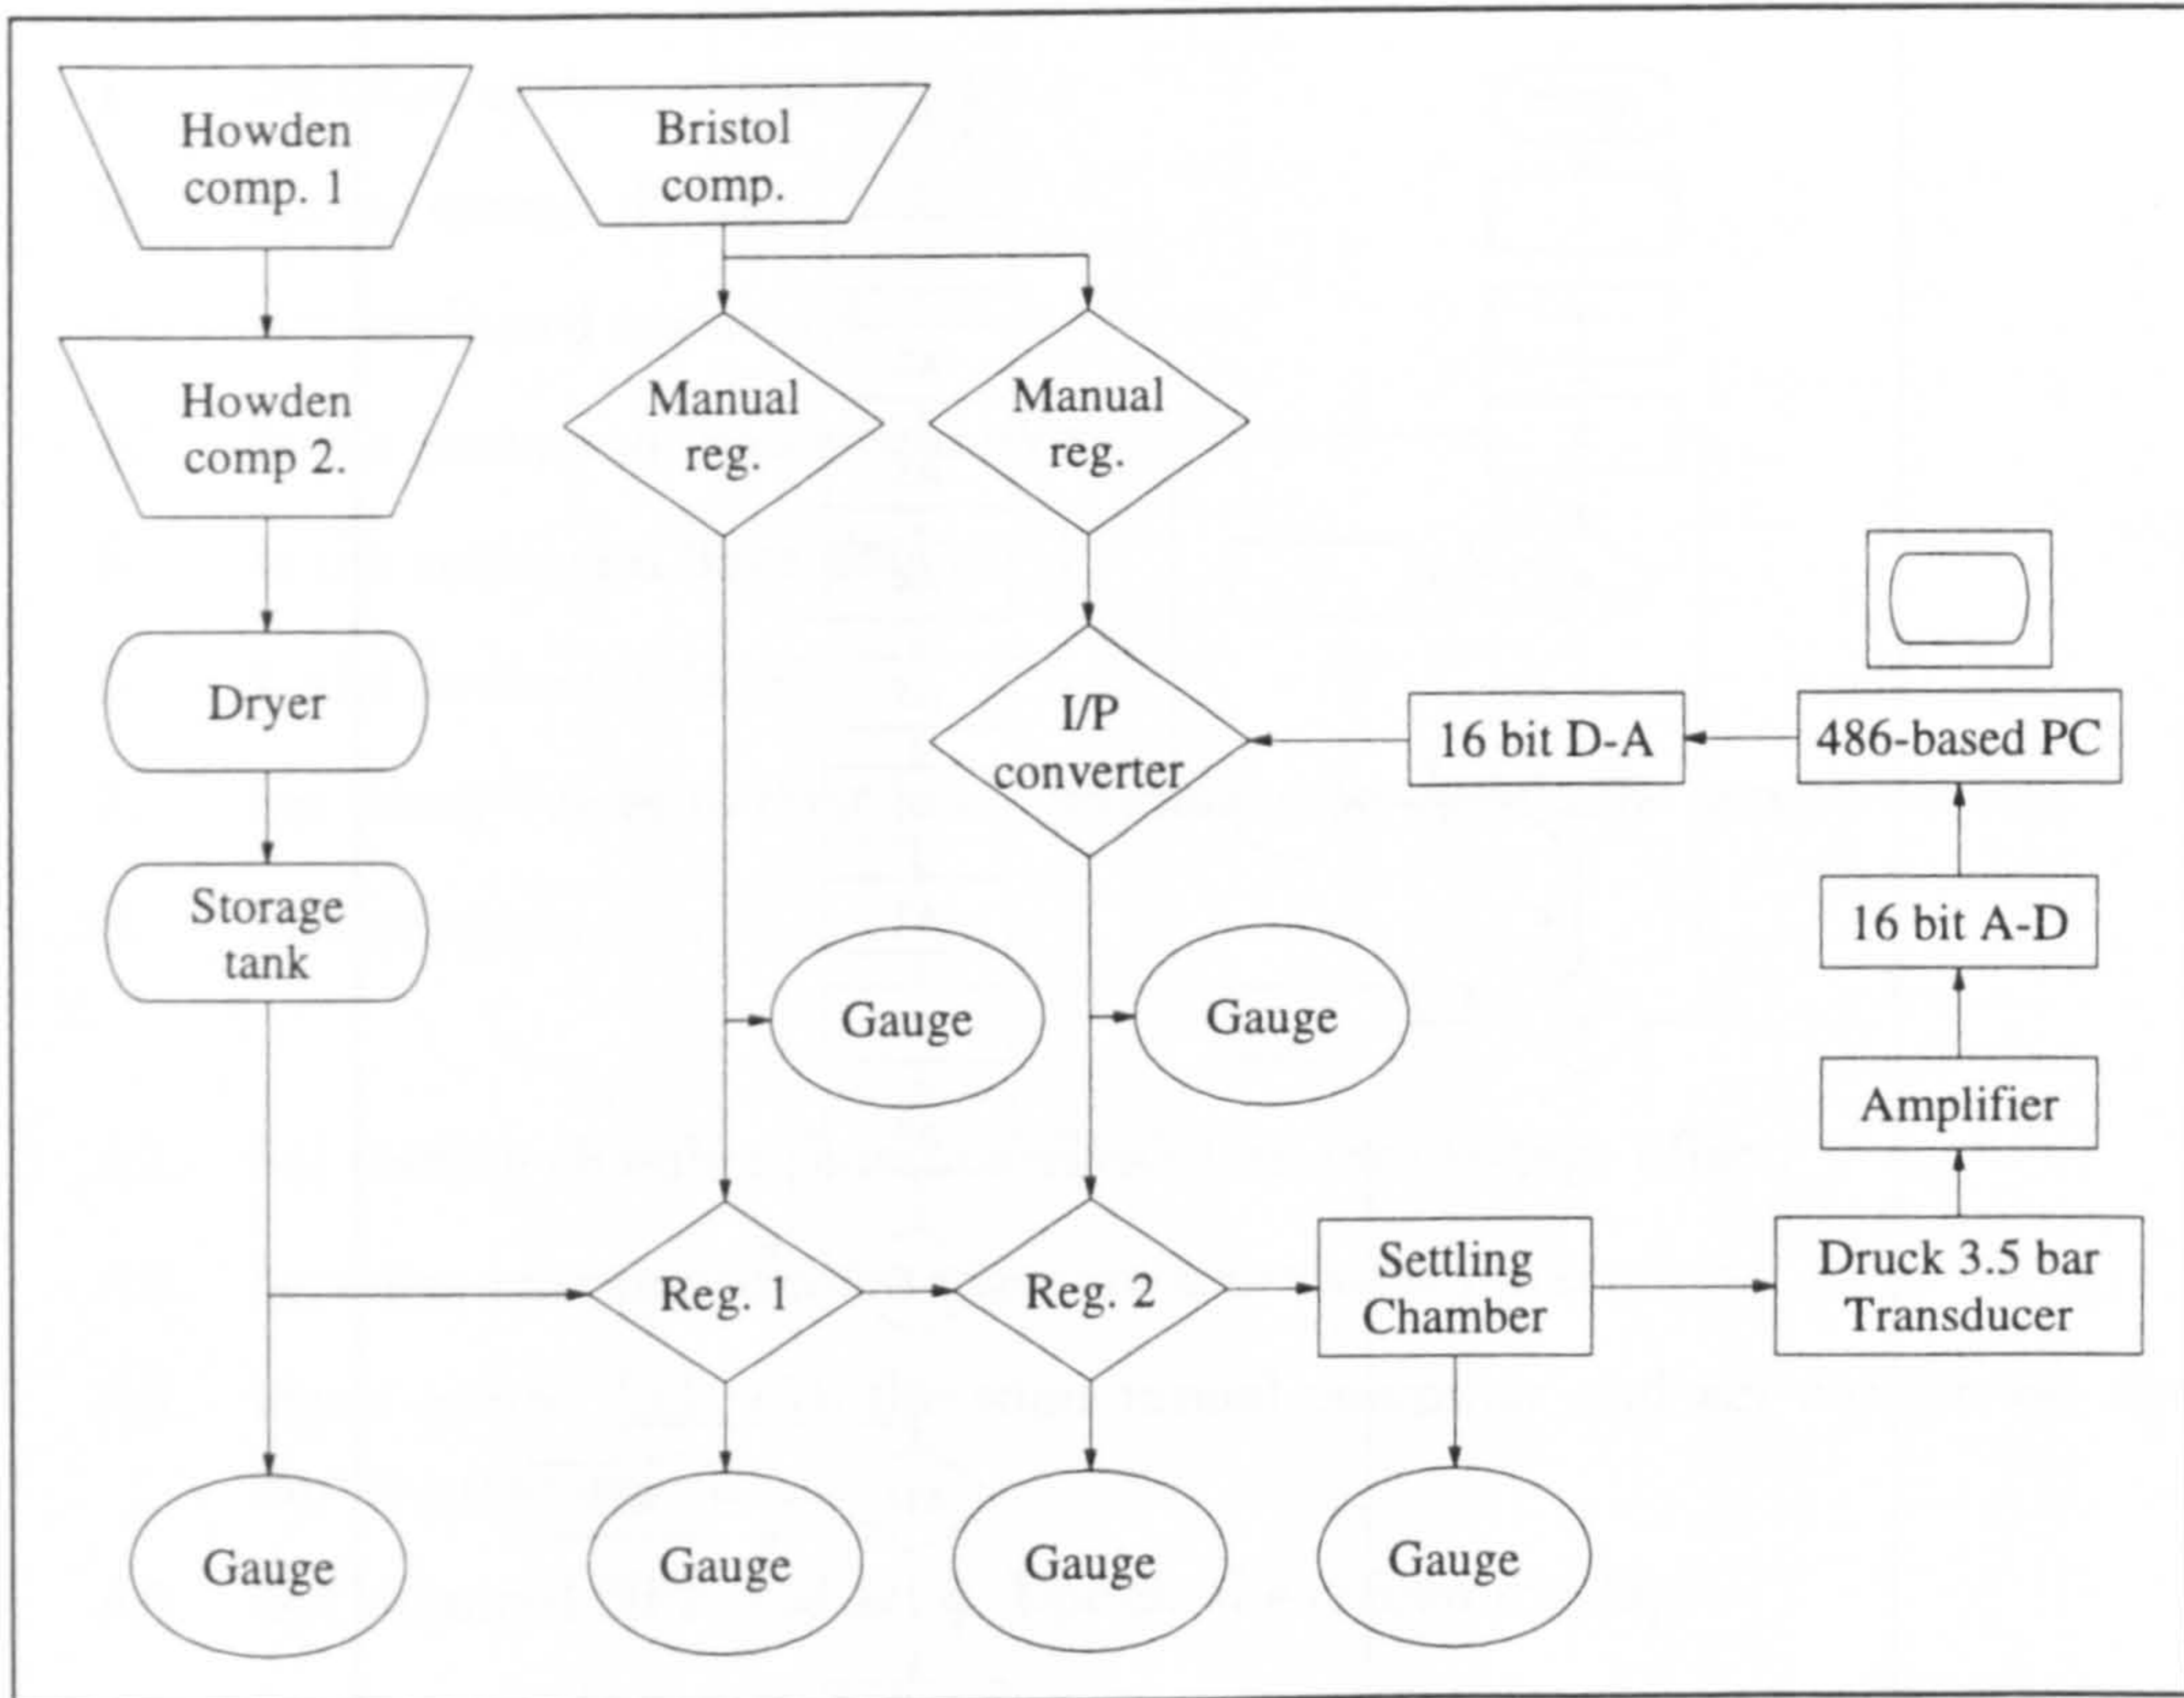 Howden
comp. 1
Bristol
comp.
Howden
comp 2.
Manual
reg.
Manual
reg.
Dryer
I/P
converter
16 bit D-A
486-based PC
Storage
tank
16 bit A-D
Gauge
Gauge
Amplifier
Reg. 1
Reg. 2
Settling
Chamber
Druck 3.5 bar
Transducer
Gauge
Gauge
Gauge
Gauge